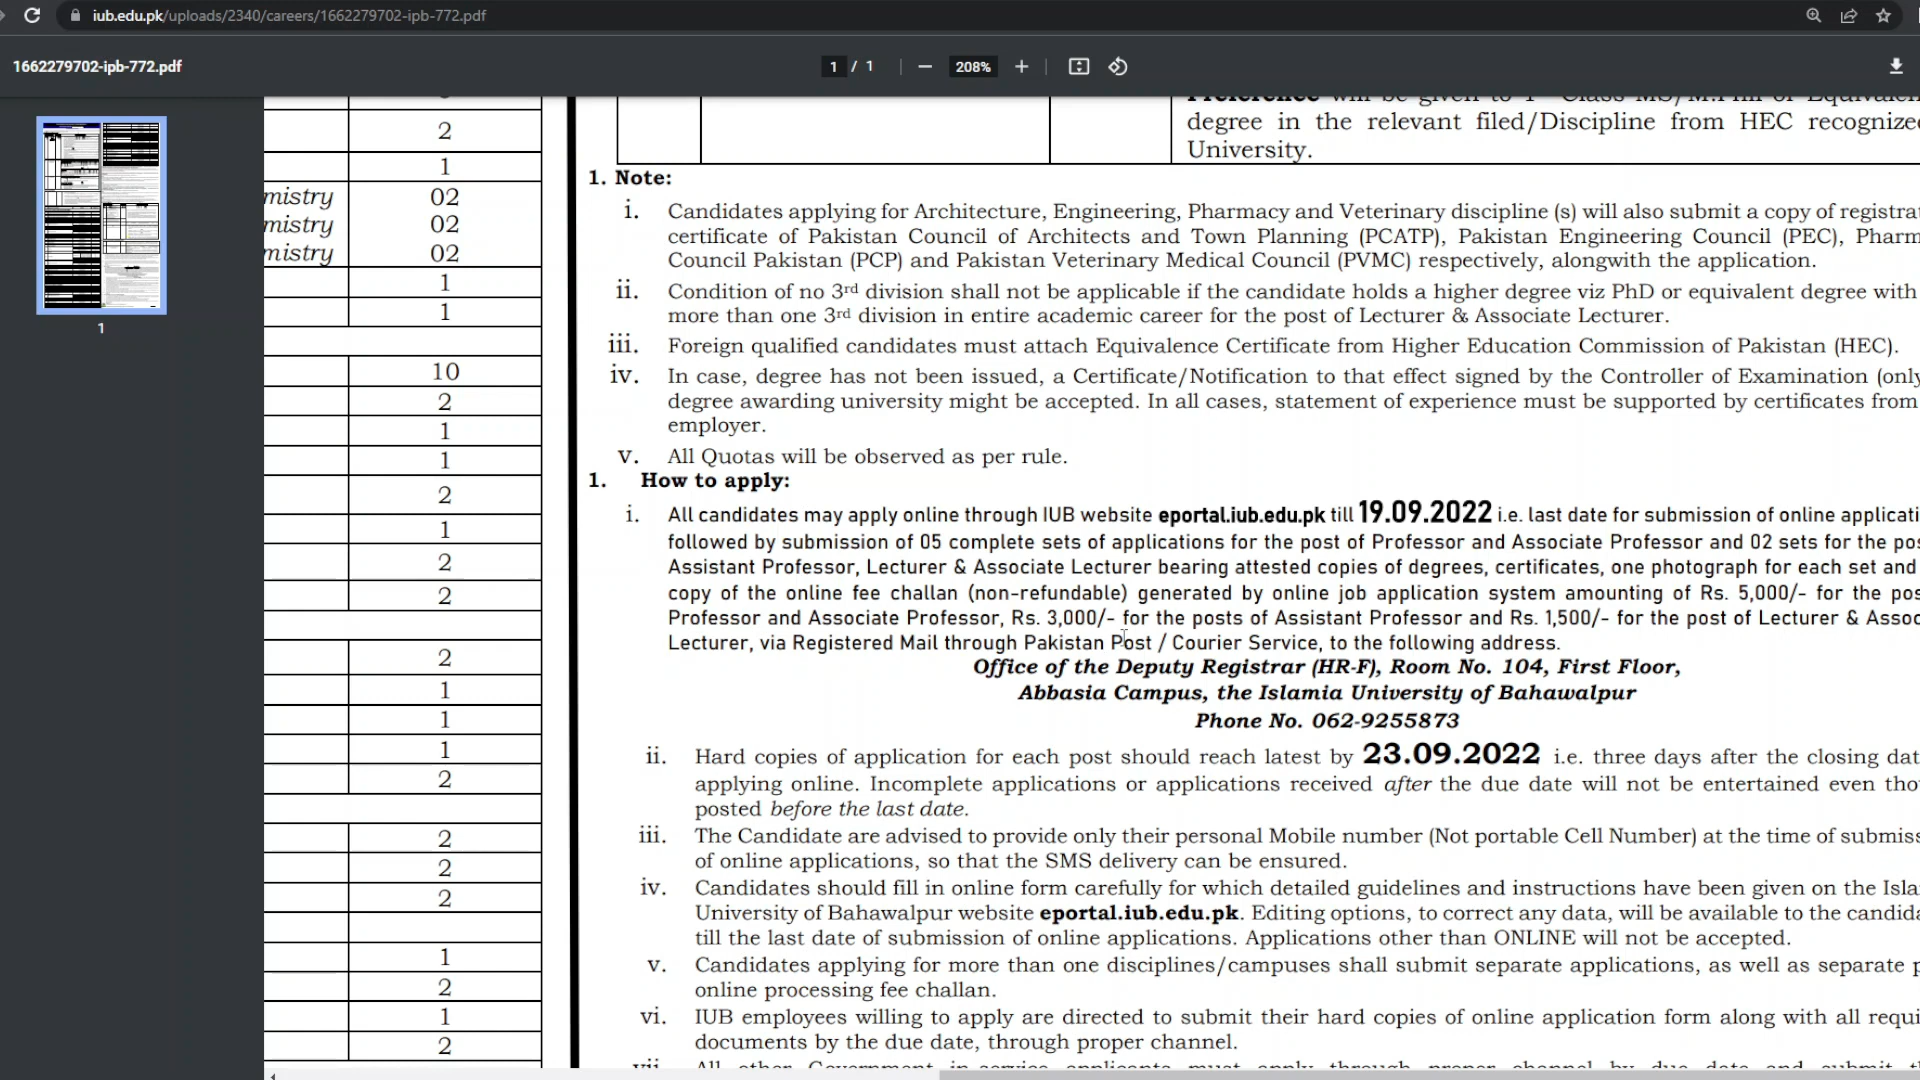 iub.edu.pk/uploads/2340/careers/1662279702-ipb-772.pdf
1662279702-ipb-772.pdf
1 / 1
208%
1
2
1
mistry 02
mistry 02
mistry 02
1
1
10
2
1
1
2
1
2
2
2
1
1
1
2
2
2
2
1
2
1
2
degree in the relevant filed/Discipline from HEC
University.
1. Note:
i. Candidates applying for Architecture, Engineering, Pharmacy and Veterinary discipline (s) will also submit a copy of registrat
certificate of Pakistan Council of Architects and Town Planning (PCATP), Pakistan Engineering Council (PEC), Pharm
Council Pakistan (PCP) and Pakistan Veterinary Medical Council (PVMC) respectively, alongwith the application.
ii. Condition of no 3rd division shall not be applicable if the candidate holds a higher degree viz PhD or equivalent degree with
more than one 3rd division in entire academic career for the post of Lecturer & Associate Lecturer.
iii. Foreign qualified candidates must attach Equivalence Certificate from Higher Education Commission of Pakistan (HEC).
iv. In case, degree has not been issued, a Certificate/Notification to that effect signed by the Controller of Examination (only
degree awarding university might be accepted. In all cases, statement of experience must be supported by certificates from
employer.
v. All Quotas will be observed as per rule.
1. How to apply:
i. All candidates may apply online through IUB website eportal.iub.edu.pk till 19.09.2022 i.e. last date for submission of online applicati
followed by submission of 05 complete sets of applications for the post of Professor and Associate Professor and 02 sets for the pos
Assistant Professor, Lecturer & Associate Lecturer bearing attested copies of degrees, certificates, one photograph for each set and
copy of the online fee challan (non-refundable) generated by online job application system amounting of Rs. 5,000/- for the pos
Professor and Associate Professor, Rs. 3,000/- for the posts of Assistant Professor and Rs. 1,500/- for the post of Lecturer & Assoc
Lecturer, via Registered Mail through Pakistan Post / Courier Service, to the following address.
Office of the Deputy Registrar (HR-F), Room No. 104, First Floor,
Abbasia Campus, the Islamia University of Bahawalpur
Phone No. 062-9255873
ii. Hard copies of application for each post should reach latest by 23.09.2022 i.e. three days after the closing dat
applying online. Incomplete applications or applications received after the due date will not be entertained even tho
posted before the last date.
iii. The Candidate are advised to provide only their personal Mobile number (Not portable Cell Number) at the time of submiss
of online applications, so that the SMS delivery can be ensured.
iv. Candidates should fill in online form carefully for which detailed guidelines and instructions have been given on the Isla
University of Bahawalpur website eportal.iub.edu.pk. Editing options, to correct any data, will be available to the candida
till the last date of submission of online applications. Applications other than ONLINE will not be accepted.
v. Candidates applying for more than one disciplines/campuses shall submit separate applications, as well as separate p
online processing fee challan.
vi. IUB employees willing to apply are directed to submit their hard copies of online application form along with all requi
documents by the due date, through proper channel.